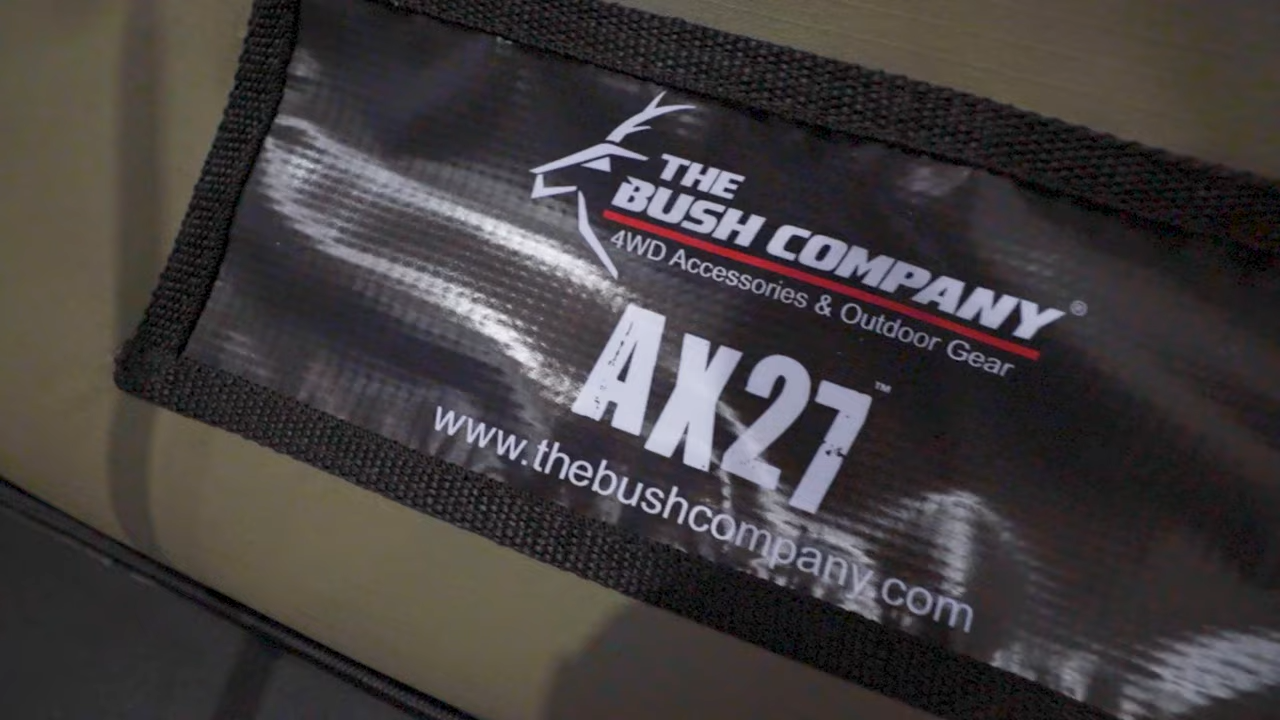 THE
BUSH COMPANY®
4WD Accessories & Outdoor Gear
AX27™
www.thebushcompany.com